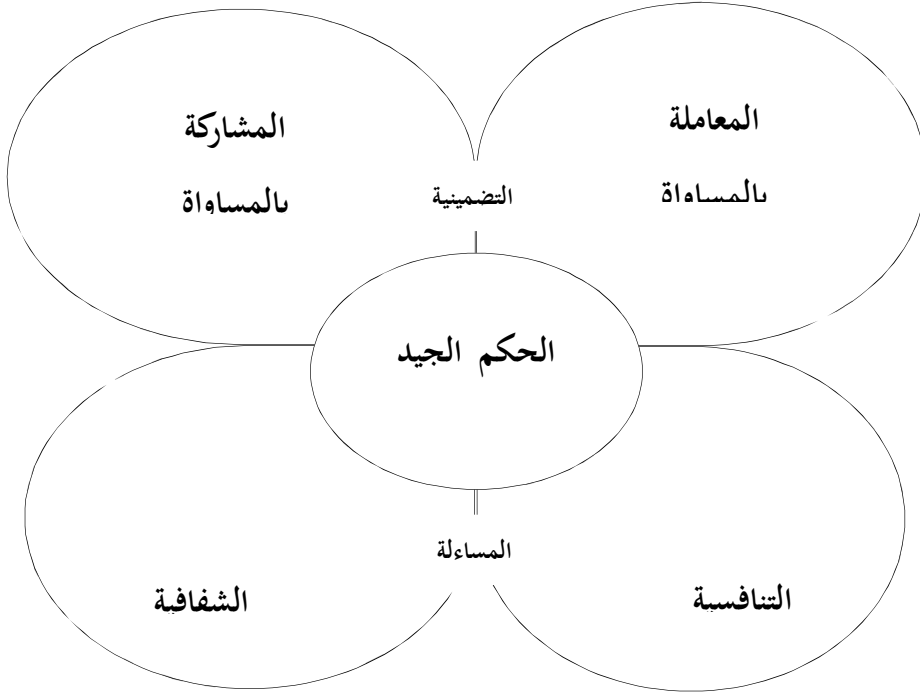 المعاملة
بالمساواة
المشاركة
بالمساواة
التضمينية
الحكم الجيد
المساءلة
التنافسية
الشفافية